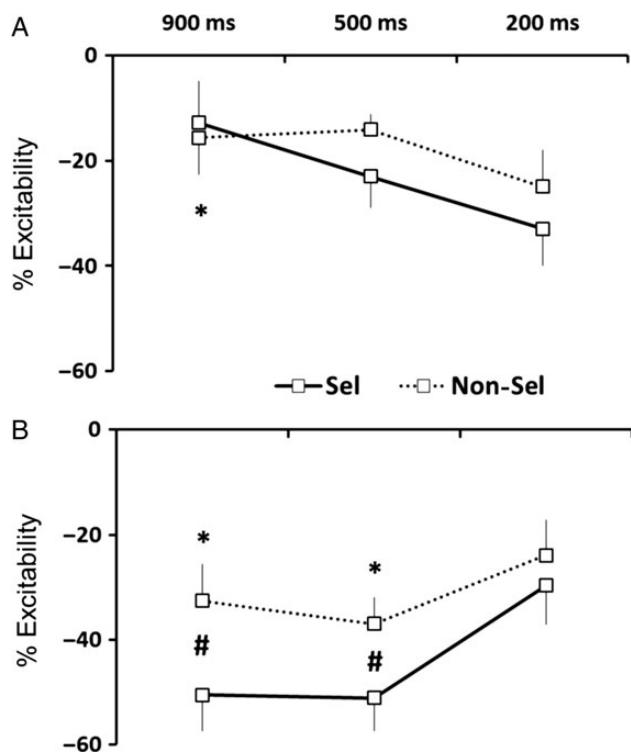 A
900 ms 500 ms 200 ms
0
−20
−40
−60
% Excitability
*
Sel Non-Sel
B
0
−20
−40
−60
% Excitability
* *
# #